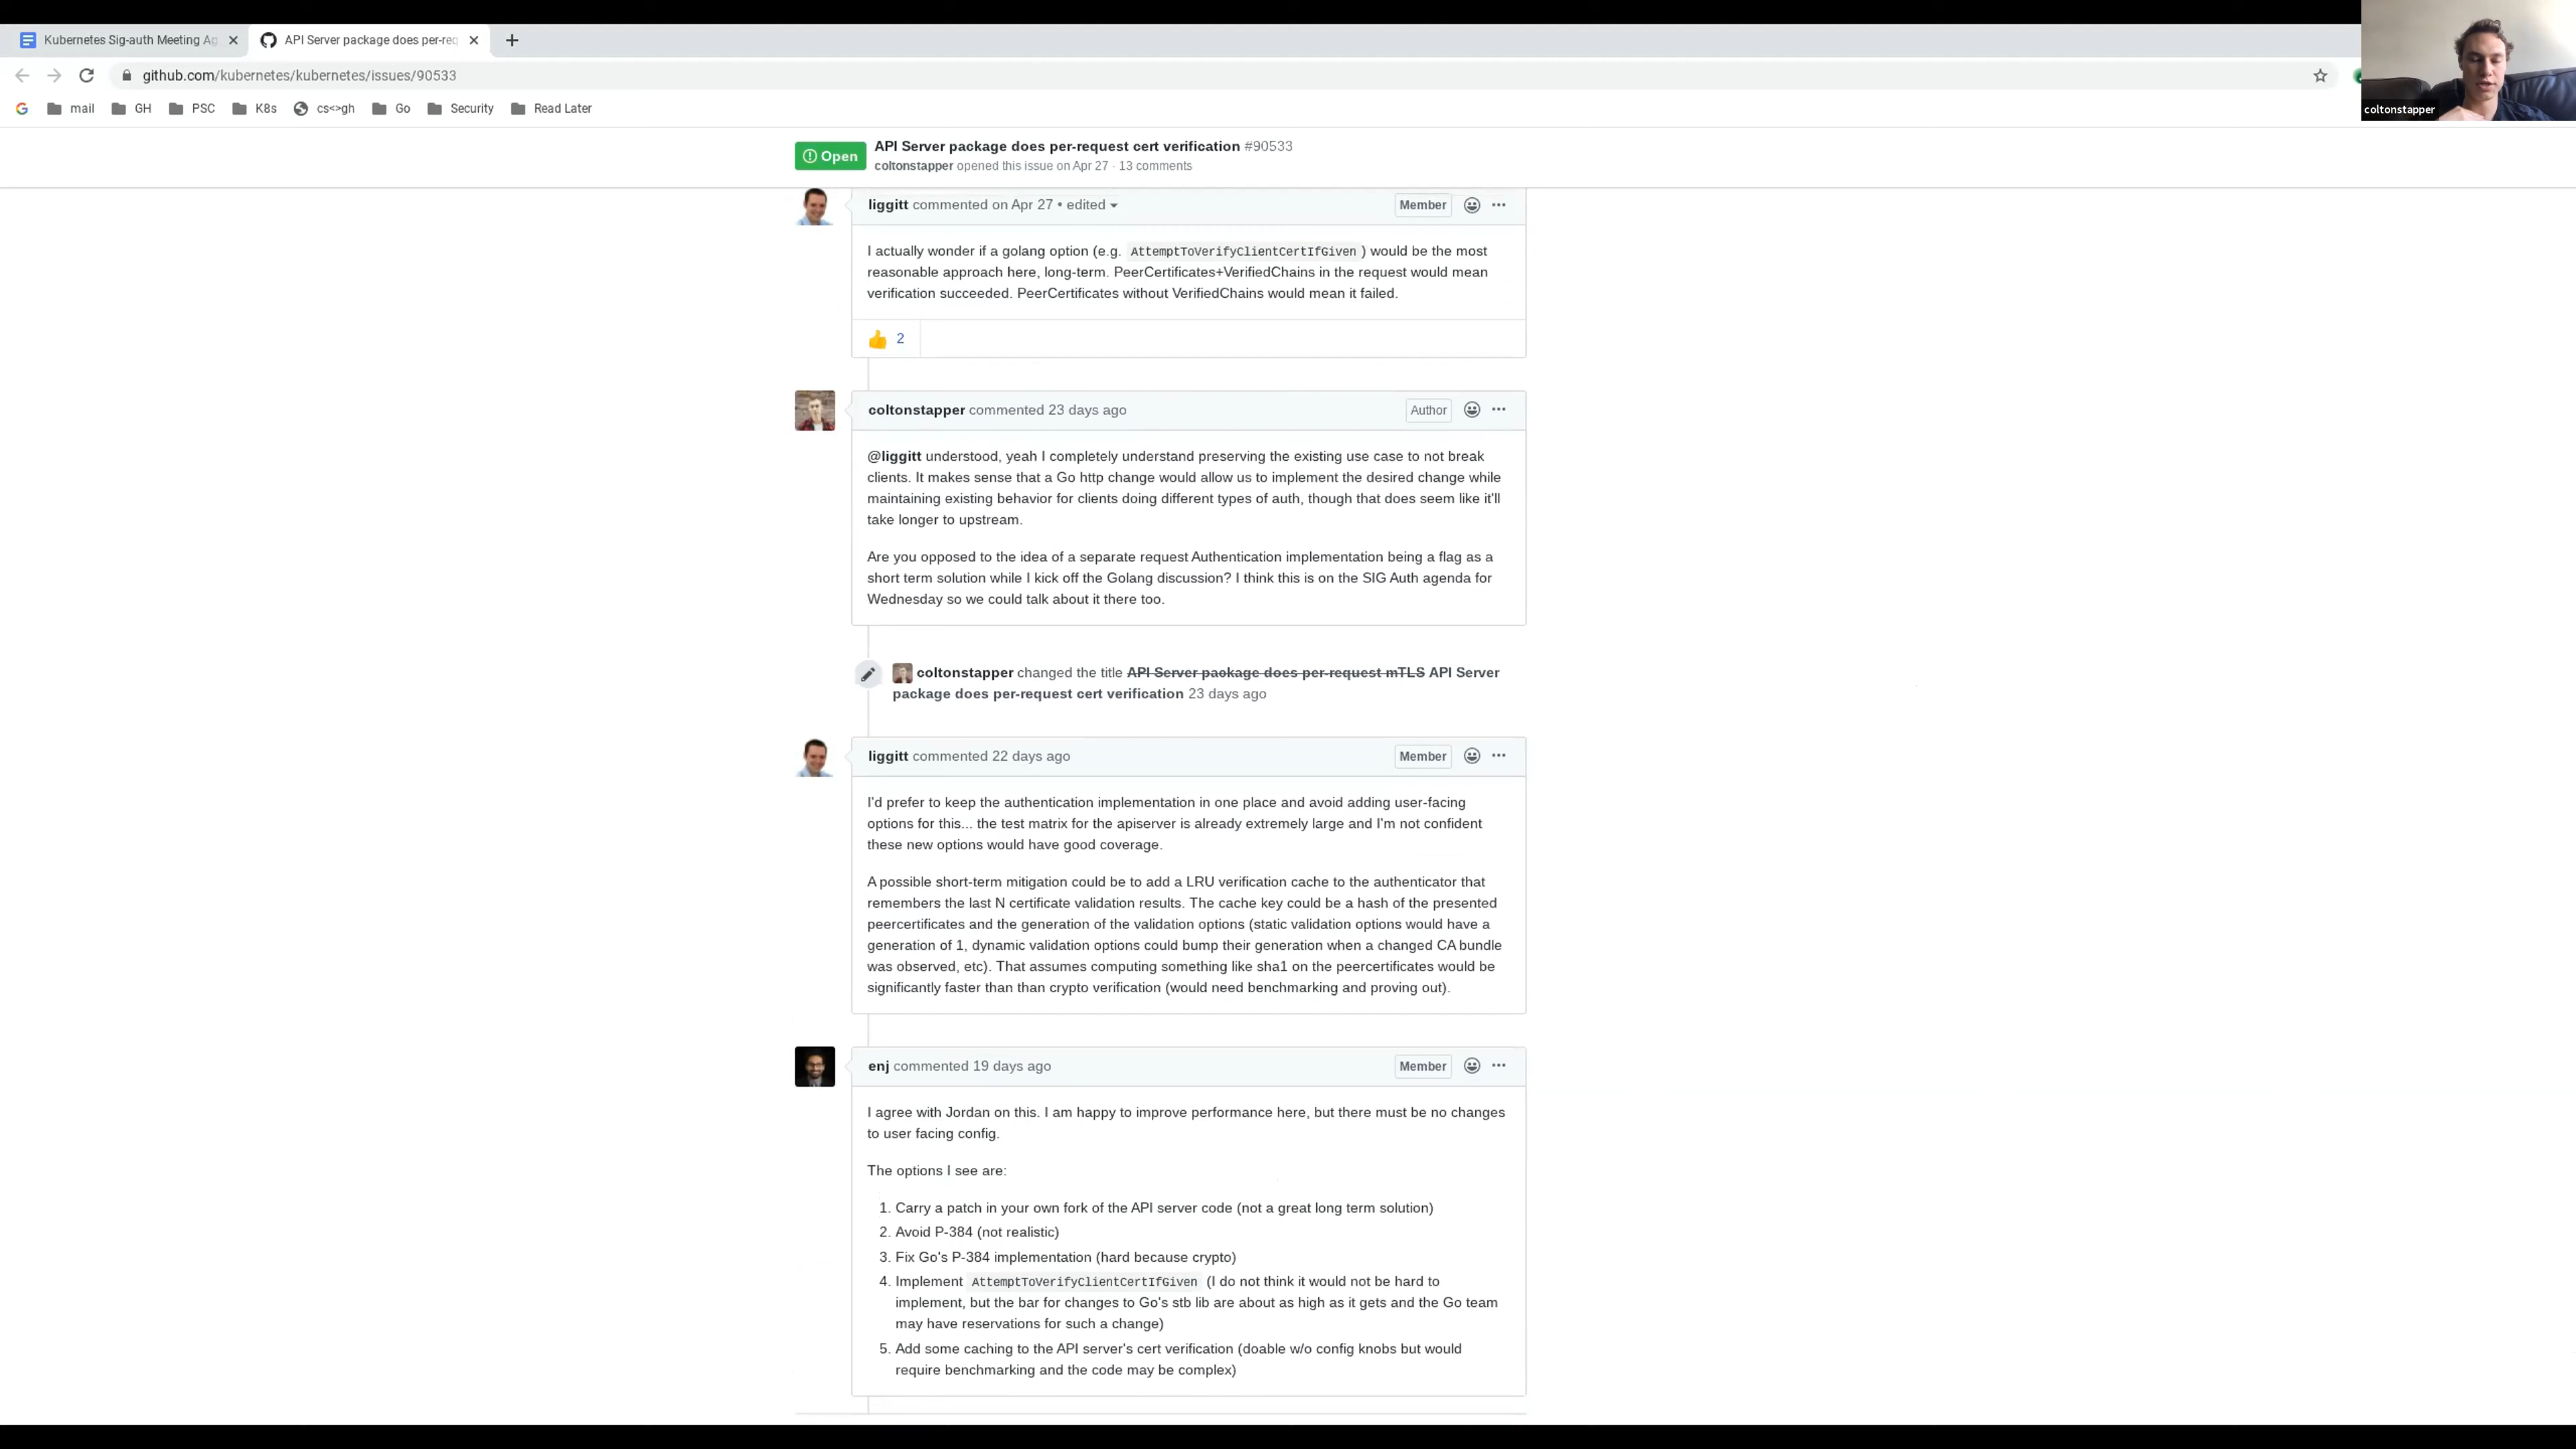 Kubernetes Sig-auth Meeting Ag
API Server package does per-req
github.com/kubernetes/kubernetes/issues/90533
mail GH PSC K8s cs<>gh Go Security Read Later
coltonstapper
Open
API Server package does per-request cert verification #90533
coltonstapper opened this issue on Apr 27 · 13 comments
liggitt commented on Apr 27 • edited
Member
I actually wonder if a golang option (e.g. AttemptToVerifyClientCertIfGiven ) would be the most
reasonable approach here, long-term. PeerCertificates+VerifiedChains in the request would mean
verification succeeded. PeerCertificates without VerifiedChains would mean it failed.
👍 2
coltonstapper commented 23 days ago
Author
@liggitt understood, yeah I completely understand preserving the existing use case to not break
clients. It makes sense that a Go http change would allow us to implement the desired change while
maintaining existing behavior for clients doing different types of auth, though that does seem like it'll
take longer to upstream.
Are you opposed to the idea of a separate request Authentication implementation being a flag as a
short term solution while I kick off the Golang discussion? I think this is on the SIG Auth agenda for
Wednesday so we could talk about it there too.
coltonstapper changed the title API Server package does per-request mTLS API Server
package does per-request cert verification 23 days ago
liggitt commented 22 days ago
Member
I'd prefer to keep the authentication implementation in one place and avoid adding user-facing
options for this... the test matrix for the apiserver is already extremely large and I'm not confident
these new options would have good coverage.
A possible short-term mitigation could be to add a LRU verification cache to the authenticator that
remembers the last N certificate validation results. The cache key could be a hash of the presented
peercertificates and the generation of the validation options (static validation options would have a
generation of 1, dynamic validation options could bump their generation when a changed CA bundle
was observed, etc). That assumes computing something like sha1 on the peercertificates would be
significantly faster than than crypto verification (would need benchmarking and proving out).
enj commented 19 days ago
Member
I agree with Jordan on this. I am happy to improve performance here, but there must be no changes
to user facing config.
The options I see are:
1. Carry a patch in your own fork of the API server code (not a great long term solution)
2. Avoid P-384 (not realistic)
3. Fix Go's P-384 implementation (hard because crypto)
4. Implement AttemptToVerifyClientCertIfGiven (I do not think it would not be hard to
implement, but the bar for changes to Go's stb lib are about as high as it gets and the Go team
may have reservations for such a change)
5. Add some caching to the API server's cert verification (doable w/o config knobs but would
require benchmarking and the code may be complex)